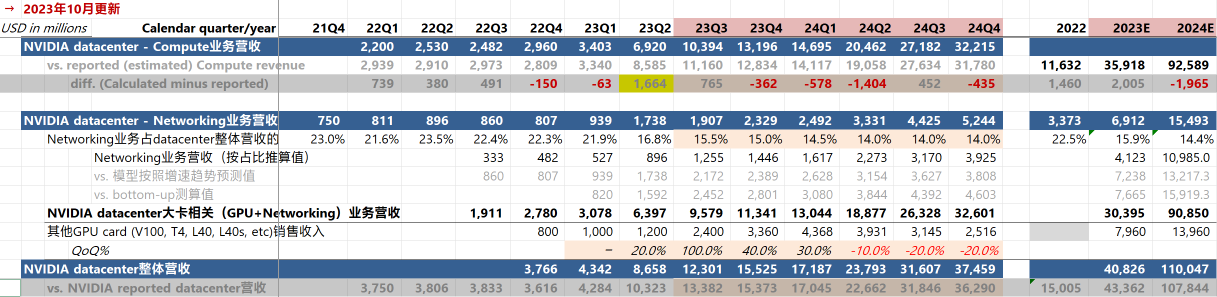 → 2023年10月更新
USD in millions Calendar quarter/year 21Q4 22Q1 22Q2 22Q3 22Q4 23Q1 23Q2 23Q3 23Q4 24Q1 24Q2 24Q3 24Q4 2022 2023E 2024E
NVIDIA datacenter - Compute业务营收 2,200 2,530 2,482 2,960 3,403 6,920 10,394 13,196 14,695 20,462 27,182 32,215
vs. reported (estimated) Compute revenue 2,939 2,910 2,973 2,809 3,340 8,585 11,160 12,834 14,117 19,058 27,634 31,780 11,632 35,918 92,589
diff. (Calculated minus reported) 739 380 491 -150 -63 1,664 765 -362 -578 -1,404 452 -435 1,460 2,005 -1,965
NVIDIA datacenter - Networking业务营收 750 811 896 860 807 939 1,738 1,907 2,329 2,492 3,331 4,425 5,244 3,373 6,912 15,493
Networking业务占datacenter整体营收的 23.0% 21.6% 23.5% 22.4% 22.3% 21.9% 16.8% 15.5% 15.0% 14.5% 14.0% 14.0% 14.0% 22.5% 15.9% 14.4%
Networking业务营收（按占比推算值） 333 482 527 896 1,255 1,446 1,617 2,273 3,170 3,925 4,123 10,985.0
vs. 模型按照增速趋势预测值 860 807 939 1,738 2,172 2,389 2,628 3,154 3,627 3,808 7,238 13,217.3
vs. bottom-up测算值 820 1,592 2,452 2,801 3,080 3,844 4,392 4,603 7,665 15,919.3
NVIDIA datacenter大卡相关（GPU+Networking）业务营收 1,911 2,780 3,078 6,397 9,579 11,341 13,044 18,877 26,328 32,601 30,395 90,850
其他GPU card (V100, T4, L40, L40s, etc)销售收入 800 1,000 1,200 2,400 3,360 4,368 3,931 3,145 2,516 7,960 13,960
QoQ% – 20.0% 100.0% 40.0% 30.0% -10.0% -20.0% -20.0%
NVIDIA datacenter整体营收 3,766 4,342 8,658 12,301 15,525 17,187 23,793 31,607 37,459 40,826 110,047
vs. NVIDIA reported datacenter营收 3,750 3,806 3,833 3,616 4,284 10,323 13,382 15,373 17,045 22,662 31,846 36,290 15,005 43,362 107,844